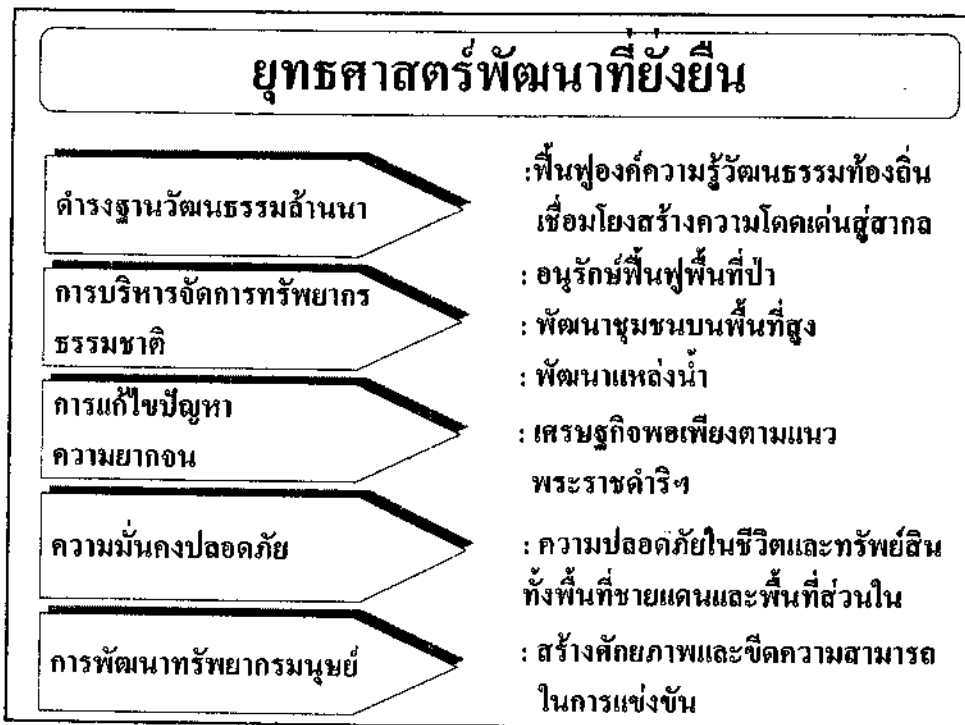 ยุทธศาสตร์พัฒนาที่ยั่งยืน
ดำรงฐานวัฒนธรรมล้านนา
:ฟื้นฟูองค์ความรู้วัฒนธรรมท้องถิ่น
เชื่อมโยงสร้างความโดดเด่นสู่สากล
การบริหารจัดการทรัพยากร
ธรรมชาติ
: อนุรักษ์ฟื้นฟูพื้นที่ป่า
: พัฒนาชุมชนบนพื้นที่สูง
: พัฒนาแหล่งน้ำ
การแก้ไขปัญหา
ความยากจน
: เศรษฐกิจพอเพียงตามแนว
พระราชดำริฯ
ความมั่นคงปลอดภัย
: ความปลอดภัยในชีวิตและทรัพย์สิน
ทั้งพื้นที่ชายแดนและพื้นที่ส่วนใน
การพัฒนาทรัพยากรมนุษย์
: สร้างศักยภาพและขีดความสามารถ
ในการแข่งขัน